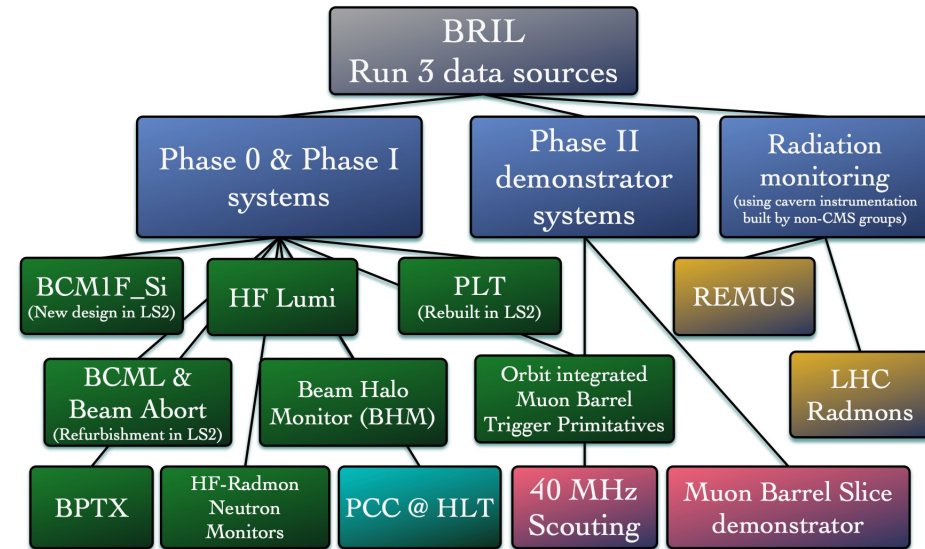 BRIL
Run 3 data sources
Phase 0 & Phase I
systems
Phase II
demonstrator
systems
Radiation
monitoring
(using cavern instrumentation
built by non-CMS groups)
BCM1F_Si
(New design in LS2)
HF Lumi
PLT
(Rebuilt in LS2)
REMUS
BCML &
Beam Abort
(Refurbishment in LS2)
Beam Halo
Monitor (BHM)
Orbit integrated
Muon Barrel
Trigger Primitatives
LHC
Radmons
BPTX
HF-Radmon
Neutron
Monitors
PCC @ HLT
40 MHz
Scouting
Muon Barrel Slice
demonstrator